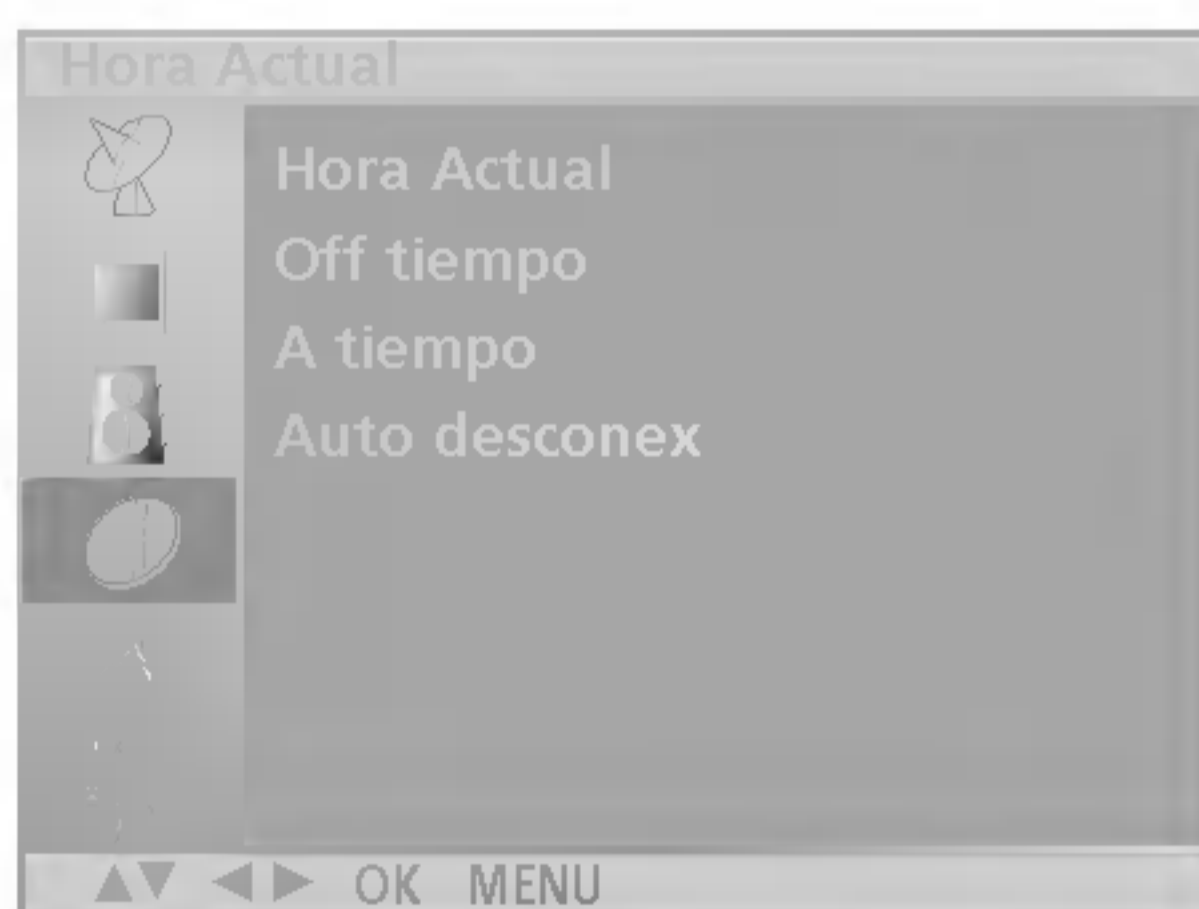 Hora Actual
Hora Actual
Off tiempo
A tiempo
Auto desconex
OK MENU